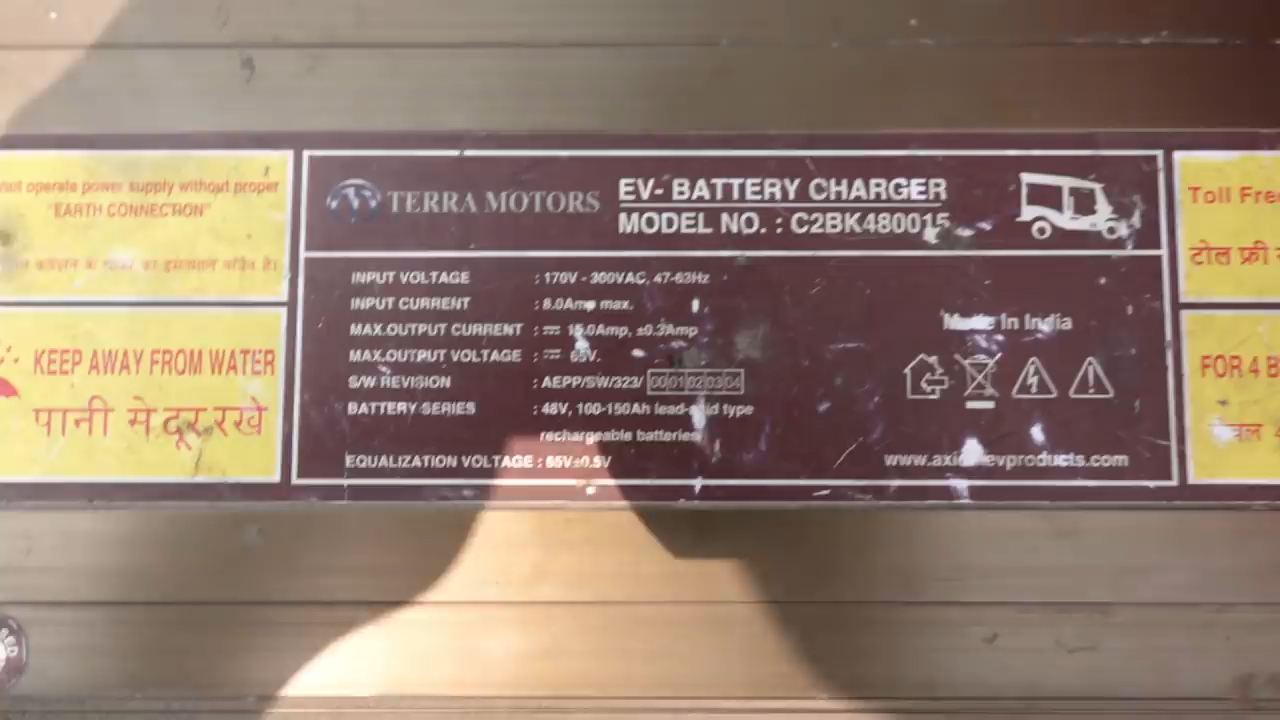 not operate power supply without proper
"EARTH CONNECTION"
KEEP AWAY FROM WATER
पानी से दूर रखे
TERRA MOTORS
EV- BATTERY CHARGER
MODEL NO. : C2BK480015
INPUT VOLTAGE : 170V - 300VAC, 47-63Hz
INPUT CURRENT : 8.0Amp max.
MAX.OUTPUT CURRENT : 15.0Amp, ±0.3Amp
MAX.OUTPUT VOLTAGE : 65V.
S/W REVISION : AEPP/SW/323/ 00 01 02 03 04
BATTERY SERIES : 48V, 100-150Ah lead-acid type
rechargeable batteries
EQUALIZATION VOLTAGE : 65V±0.5V
Made In India
Toll Free
टोल फ्री
FOR 4 B